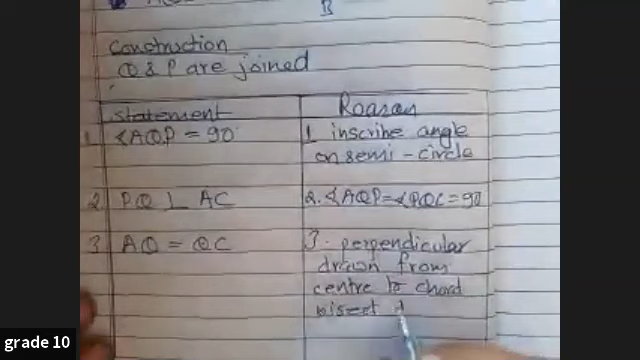 B
Construction
Q & P are joined
Statement
Reason
1 ∢AQP = 90°
1 inscribe angle
on semi-circle
2 PQ ⊥ AC
2. ∢AQP = ∢PQC = 90
3 AQ = QC
3. perpendicular
drawn from
centre to chord
bisect
grade 10